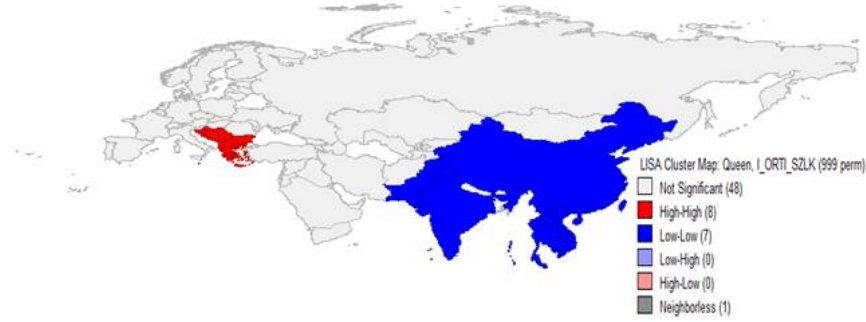 LISA Cluster Map: Queen, I_ORTI_SZLK (999 perm)
Not Significant (48)
High-High (8)
Low-Low (7)
Low-High (0)
High-Low (0)
Neighborless (1)